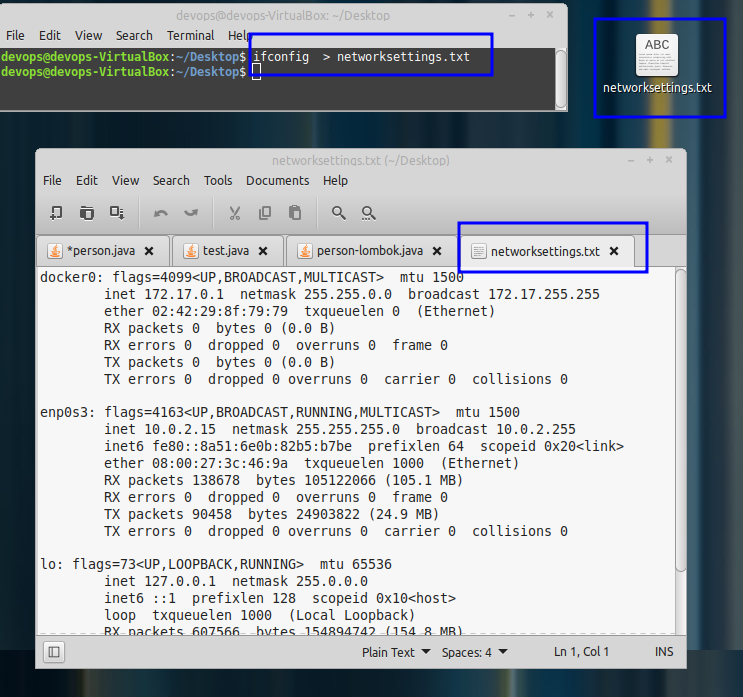 devops@devops-VirtualBox: ~/Desktop
File Edit View Search Terminal Help
devops@devops-VirtualBox:~/Desktop$ ifconfig  > networksettings.txt
devops@devops-VirtualBox:~/Desktop$
ABC
networksettings.txt
networksettings.txt (~/Desktop)
File Edit View Search Tools Documents Help
*person.java test.java person-lombok.java networksettings.txt
docker0: flags=4099<UP,BROADCAST,MULTICAST>  mtu 1500
        inet 172.17.0.1  netmask 255.255.0.0  broadcast 172.17.255.255
        ether 02:42:29:8f:79:79  txqueuelen 0  (Ethernet)
        RX packets 0  bytes 0 (0.0 B)
        RX errors 0  dropped 0  overruns 0  frame 0
        TX packets 0  bytes 0 (0.0 B)
        TX errors 0  dropped 0 overruns 0  carrier 0  collisions 0
enp0s3: flags=4163<UP,BROADCAST,RUNNING,MULTICAST>  mtu 1500
        inet 10.0.2.15  netmask 255.255.255.0  broadcast 10.0.2.255
        inet6 fe80::8a51:6e0b:82b5:b7be  prefixlen 64  scopeid 0x20<link>
        ether 08:00:27:3c:46:9a  txqueuelen 1000  (Ethernet)
        RX packets 138678  bytes 105122066 (105.1 MB)
        RX errors 0  dropped 0  overruns 0  frame 0
        TX packets 90458  bytes 24903822 (24.9 MB)
        TX errors 0  dropped 0 overruns 0  carrier 0  collisions 0
lo: flags=73<UP,LOOPBACK,RUNNING>  mtu 65536
        inet 127.0.0.1  netmask 255.0.0.0
        inet6 ::1  prefixlen 128  scopeid 0x10<host>
        loop  txqueuelen 1000  (Local Loopback)
        RX packets 607566  bytes 154894742 (154.8 MB)
Plain Text Spaces: 4 Ln 1, Col 1 INS